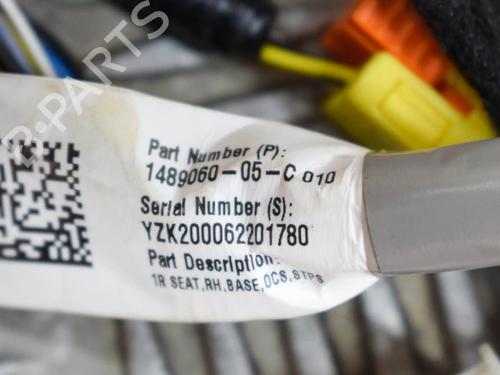 B-PARTS
Part Number (P):
1489060-05-C 010
Serial Number (S):
YZK200062201780
Part Description:
1R SEAT,RH,BASE,OCS,STPS